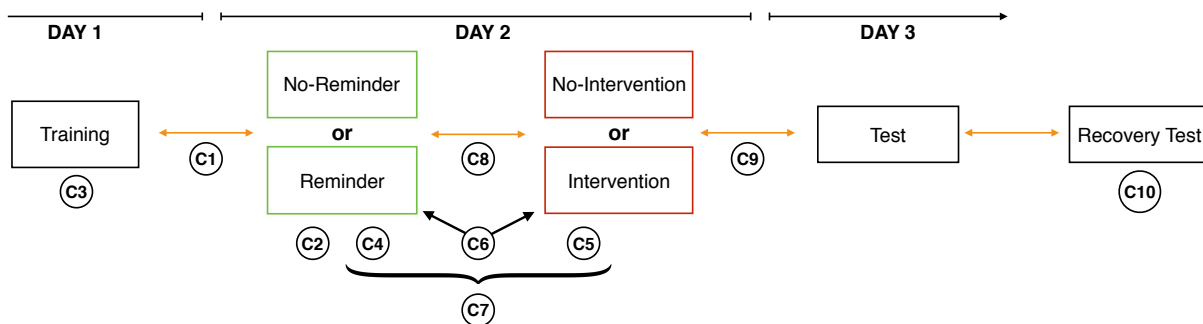 DAY 1
DAY 2
DAY 3
No-Reminder
No-Intervention
Training
or
or
Test
Recovery Test
C1
C8
C9
Reminder
Intervention
C3
C10
C2
C4
C6
C5
C7